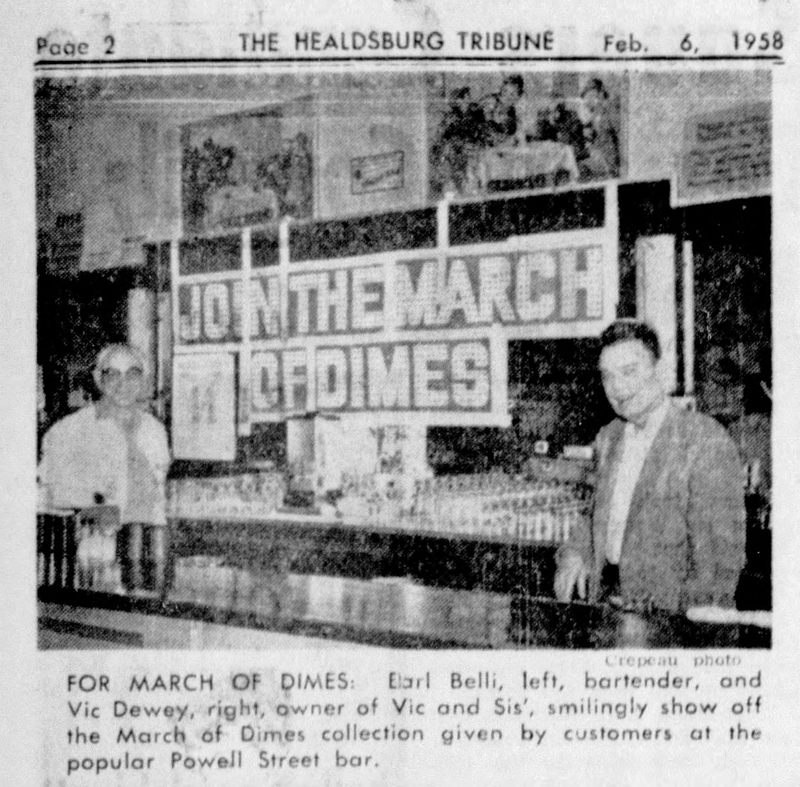 Page 2 THE HEALDSBURG TRIBUNE Feb. 6, 1958
JOIN THE MARCH
OF DIMES
Crepeau photo
FOR MARCH OF DIMES: Earl Belli, left, bartender, and
Vic Dewey, right, owner of Vic and Sis', smilingly show off
the March of Dimes collection given by customers at the
popular Powell Street bar.